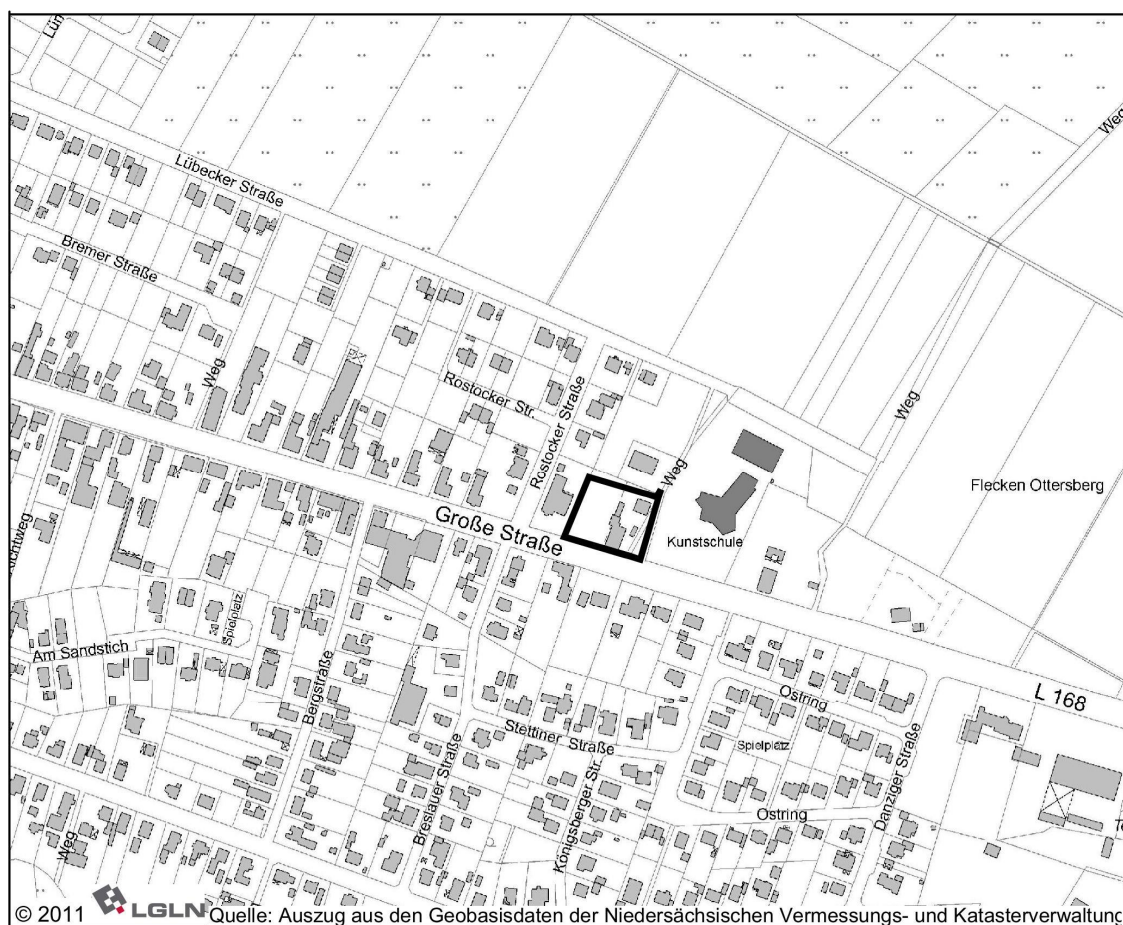 Weg
Lübecker Straße
Bremer Straße
Weg
Rostocker Str.
Rostocker Straße
Weg
Weg
Flecken Ottersberg
Große Straße
Kunstschule
Spielplatz
Am Sandstich
Bergstraße
Ostring
L 168
Stettiner Straße
Spielplatz
Breslauer Straße
Königsberger Str.
Danziger Straße
Ostring
Weg
© 2011 LGLN Quelle: Auszug aus den Geobasisdaten der Niedersächsischen Vermessungs- und Katasterverwaltung